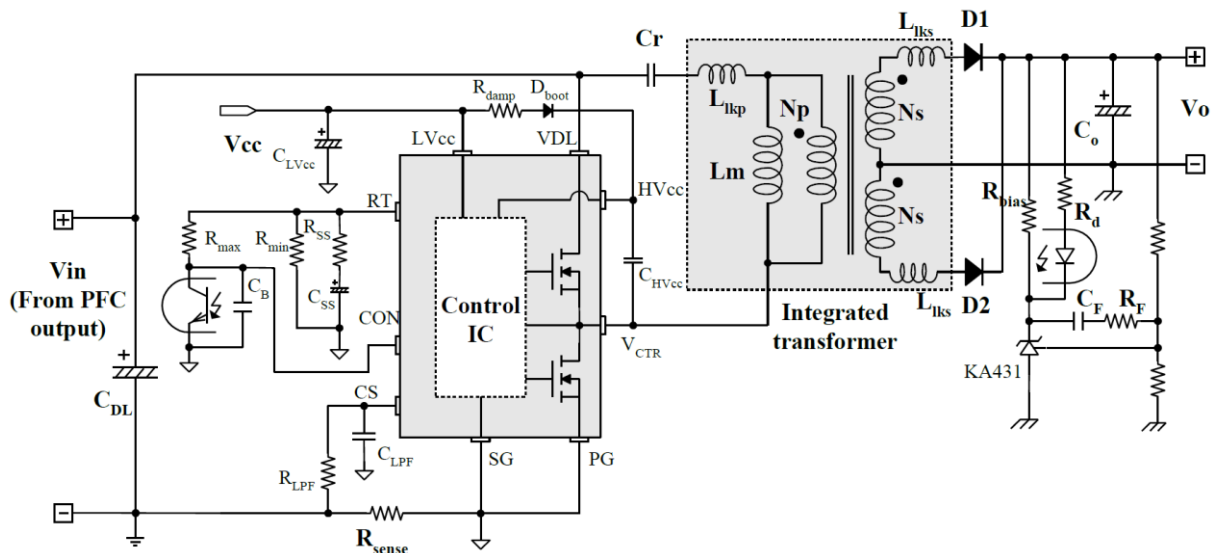 Llks
D1
Cr
Rdamp
Dboot
Llkp
Np
Ns
Co
Vo
Vcc
CLVcc
LVcc
VDL
Lm
HVcc
RT
Rbias
Rd
Ns
Rmax
Rmin
RSS
Vin
(From PFC
output)
CB
CSS
CON
Control
IC
CHVcc
Llks
D2
CF
RF
VCTR
Integrated
transformer
KA431
CDL
CS
CLPF
RLPF
SG
PG
Rsense